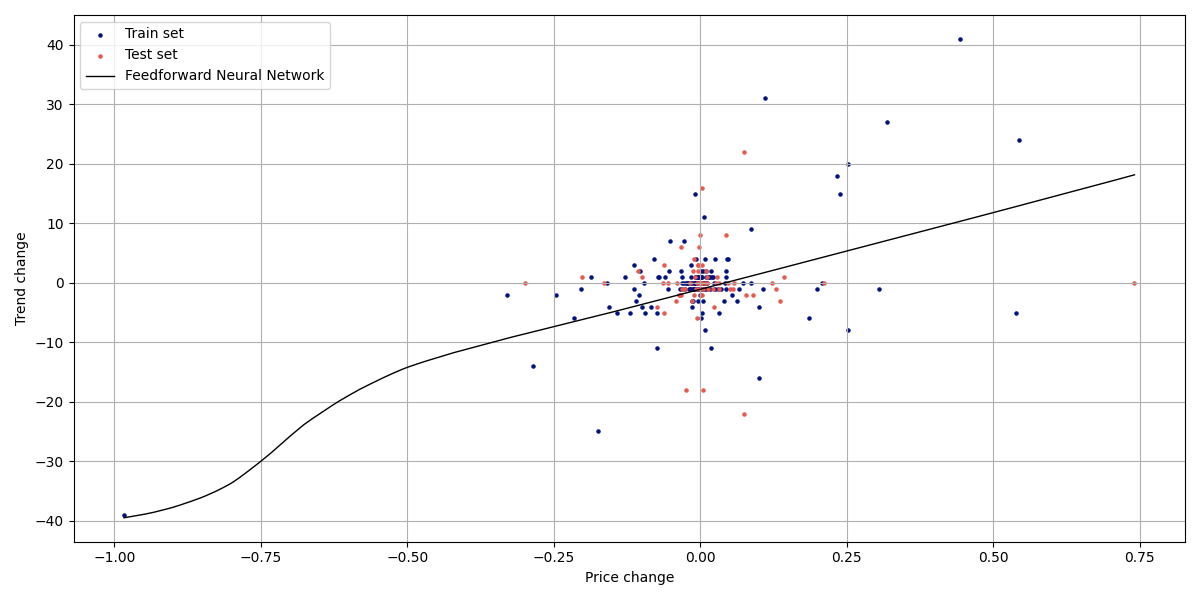 Train set
Test set
Feedforward Neural Network
40
30
20
10
0
−10
−20
−30
−40
Trend change
−1.00 −0.75 −0.50 −0.25 0.00 0.25 0.50 0.75
Price change